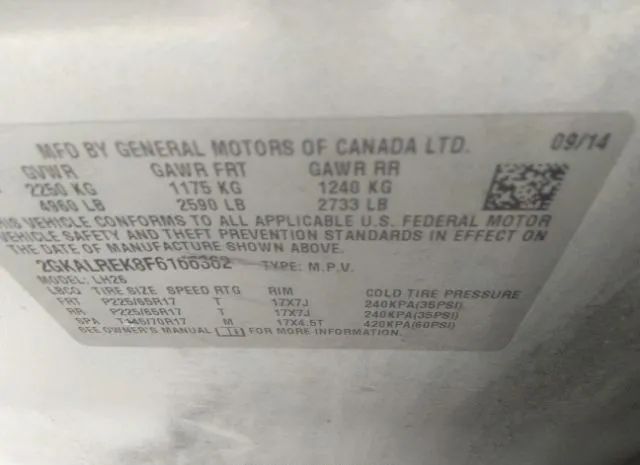 MFD BY GENERAL MOTORS OF CANADA LTD. 09/14
GVWR GAWR FRT GAWR RR
2250 KG 1175 KG 1240 KG
4960 LB 2590 LB 2733 LB
THIS VEHICLE CONFORMS TO ALL APPLICABLE U.S. FEDERAL MOTOR
VEHICLE SAFETY AND THEFT PREVENTION STANDARDS IN EFFECT ON
THE DATE OF MANUFACTURE SHOWN ABOVE.
2GKALREK8F6166362 TYPE: M.P.V.
MODEL: LH26
LOCO TIRE SIZE SPEED RTG RIM COLD TIRE PRESSURE
FRT P225/65R17 T 17X7J 240KPA(35PSI)
RR P225/65R17 T 17X7J 240KPA(35PSI)
SPA T145/70R17 M 17X4.5T 420KPA(60PSI)
SEE OWNER'S MANUAL FOR MORE INFORMATION.